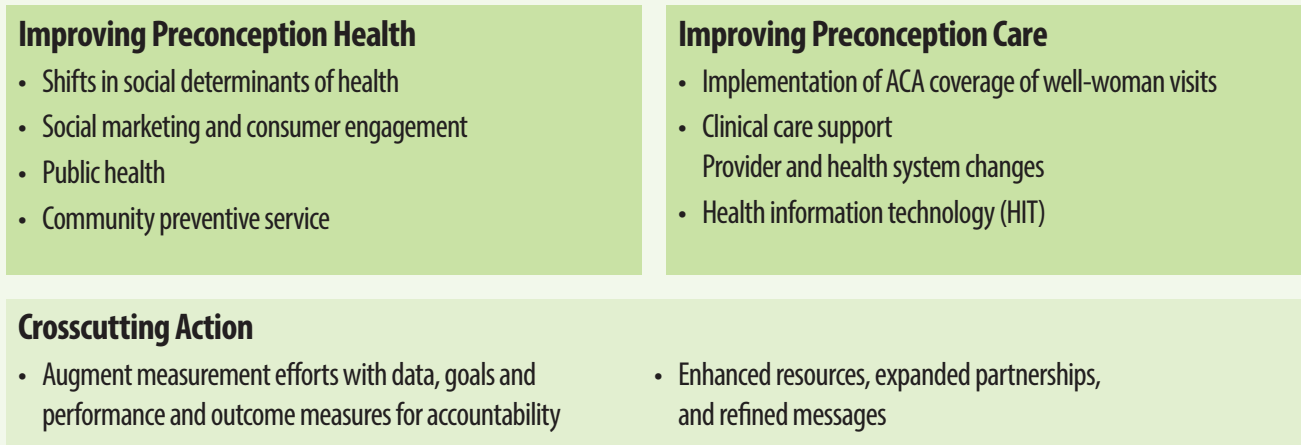 Improving Preconception Health
• Shifts in social determinants of health
• Social marketing and consumer engagement
• Public health
• Community preventive service
Improving Preconception Care
• Implementation of ACA coverage of well-woman visits
• Clinical care support
Provider and health system changes
• Health information technology (HIT)
Crosscutting Action
• Augment measurement efforts with data, goals and
performance and outcome measures for accountability
• Enhanced resources, expanded partnerships,
and refined messages